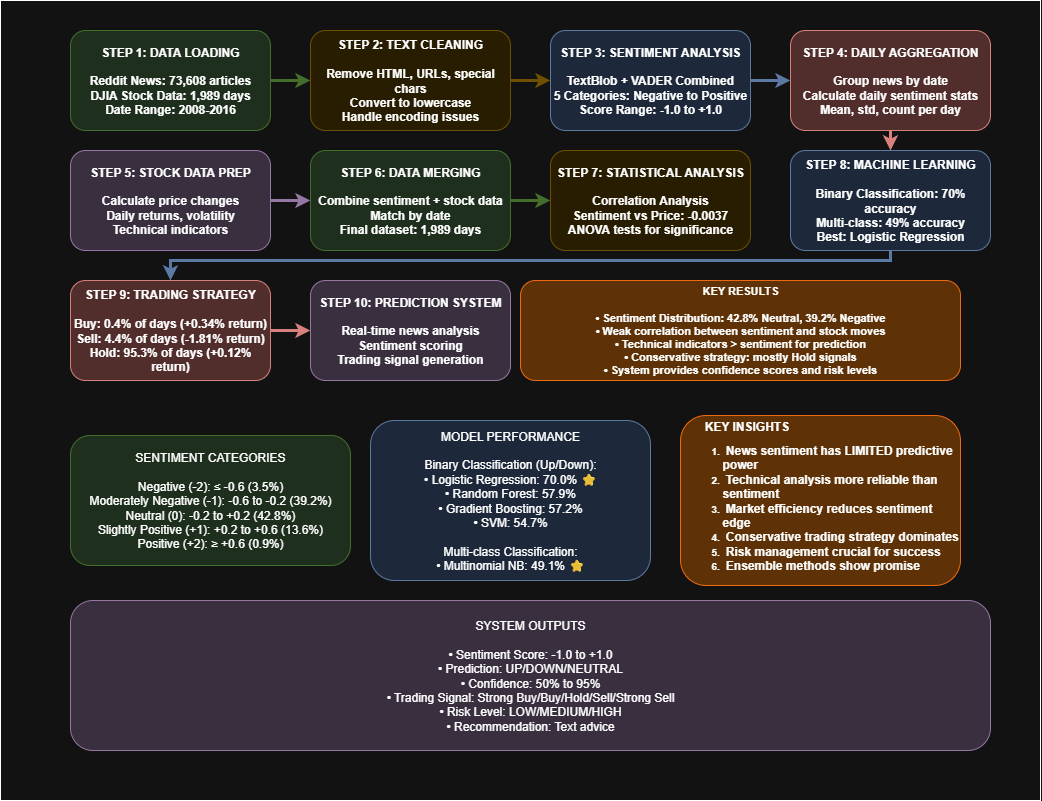 STEP 1: DATA LOADING
Reddit News: 73,608 articles
DJIA Stock Data: 1,989 days
Date Range: 2008-2016
STEP 2: TEXT CLEANING
Remove HTML, URLs, special
chars
Convert to lowercase
Handle encoding issues
STEP 3: SENTIMENT ANALYSIS
TextBlob + VADER Combined
5 Categories: Negative to Positive
Score Range: -1.0 to +1.0
STEP 4: DAILY AGGREGATION
Group news by date
Calculate daily sentiment stats
Mean, std, count per day
STEP 5: STOCK DATA PREP
Calculate price changes
Daily returns, volatility
Technical indicators
STEP 6: DATA MERGING
Combine sentiment + stock data
Match by date
Final dataset: 1,989 days
STEP 7: STATISTICAL ANALYSIS
Correlation Analysis
Sentiment vs Price: -0.0037
ANOVA tests for significance
STEP 8: MACHINE LEARNING
Binary Classification: 70%
accuracy
Multi-class: 49% accuracy
Best: Logistic Regression
STEP 9: TRADING STRATEGY
Buy: 0.4% of days (+0.34% return)
Sell: 4.4% of days (-1.81% return)
Hold: 95.3% of days (+0.12%
return)
STEP 10: PREDICTION SYSTEM
Real-time news analysis
Sentiment scoring
Trading signal generation
KEY RESULTS
• Sentiment Distribution: 42.8% Neutral, 39.2% Negative
• Weak correlation between sentiment and stock moves
• Technical indicators > sentiment for prediction
• Conservative strategy: mostly Hold signals
• System provides confidence scores and risk levels
SENTIMENT CATEGORIES
Negative (-2): ≤ -0.6 (3.5%)
Moderately Negative (-1): -0.6 to -0.2 (39.2%)
Neutral (0): -0.2 to +0.2 (42.8%)
Slightly Positive (+1): +0.2 to +0.6 (13.6%)
Positive (+2): ≥ +0.6 (0.9%)
MODEL PERFORMANCE
Binary Classification (Up/Down):
• Logistic Regression: 70.0% ⭐
• Random Forest: 57.9%
• Gradient Boosting: 57.2%
• SVM: 54.7%
Multi-class Classification:
• Multinomial NB: 49.1% ⭐
KEY INSIGHTS
1. News sentiment has LIMITED predictive
power
2. Technical analysis more reliable than
sentiment
3. Market efficiency reduces sentiment
edge
4. Conservative trading strategy dominates
5. Risk management crucial for success
6. Ensemble methods show promise
SYSTEM OUTPUTS
• Sentiment Score: -1.0 to +1.0
• Prediction: UP/DOWN/NEUTRAL
• Confidence: 50% to 95%
• Trading Signal: Strong Buy/Buy/Hold/Sell/Strong Sell
• Risk Level: LOW/MEDIUM/HIGH
• Recommendation: Text advice